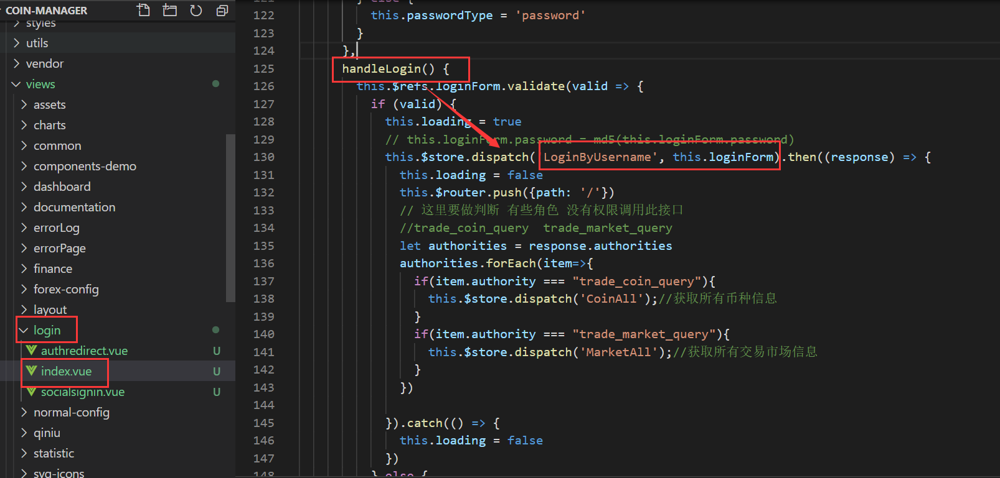 COIN-MANAGER
styles
utils
vendor
views
assets
charts
common
components-demo
dashboard
documentation
errorLog
errorPage
finance
forex-config
layout
login
authredirect.vue U
index.vue U
socialsignin.vue U
normal-config
qiniu
statistic
svg-icons
121 } else {
122 this.passwordType = 'password'
123 }
124 },
125 handleLogin() {
126 this.$refs.loginForm.validate(valid => {
127 if (valid) {
128 this.loading = true
129 // this.loginForm.password = md5(this.loginForm.password)
130 this.$store.dispatch('LoginByUsername', this.loginForm).then((response) => {
131 this.loading = false
132 this.$router.push({path: '/'})
133 // 这里要做判断 有些角色 没有权限调用此接口
134 //trade_coin_query  trade_market_query
135 let authorities = response.authorities
136 authorities.forEach(item=>{
137 if(item.authority === "trade_coin_query"){
138 this.$store.dispatch('CoinAll');//获取所有币种信息
139 }
140 if(item.authority === "trade_market_query"){
141 this.$store.dispatch('MarketAll');//获取所有交易市场信息
142 }
143 })
144
145 }).catch(() => {
146 this.loading = false
147 })
148 } else {